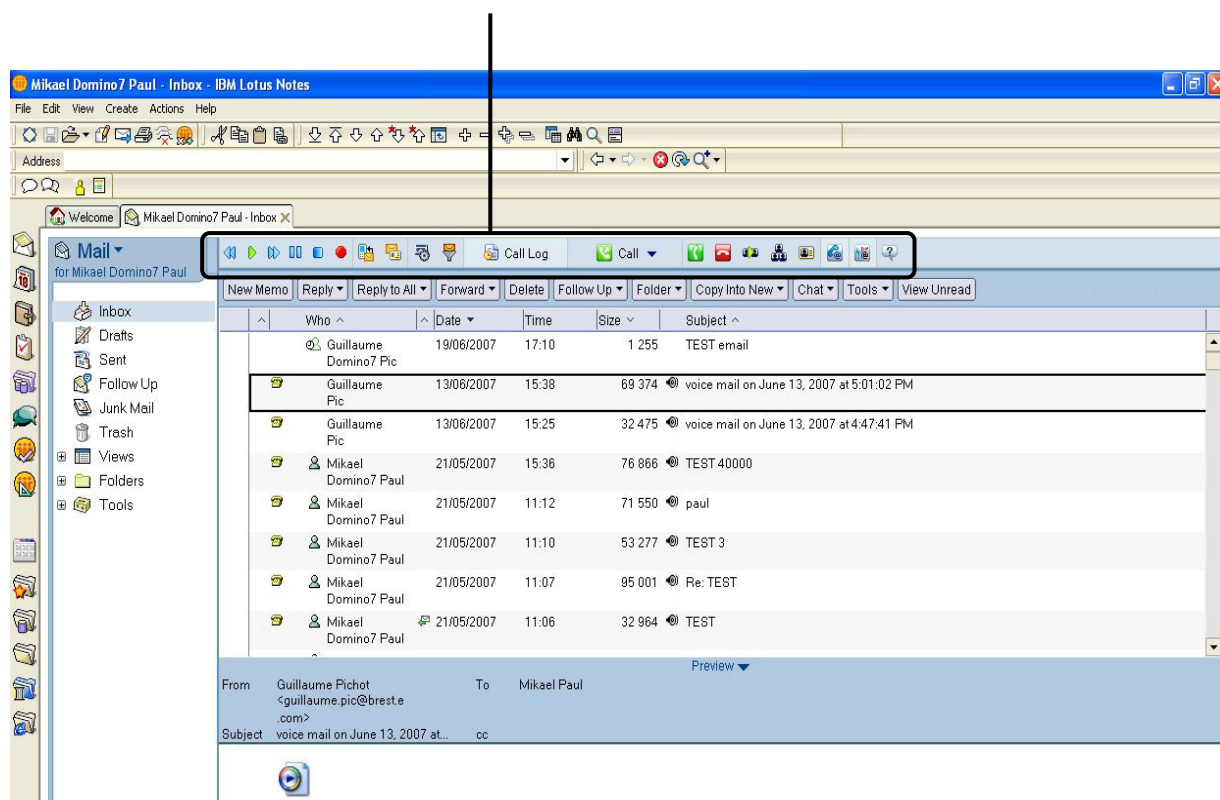 Mikael Domino7 Paul - Inbox - IBM Lotus Notes
File Edit View Create Actions Help
Address
Welcome Mikael Domino7 Paul - Inbox
Mail
for Mikael Domino7 Paul
Call Log Call
New Memo Reply Reply to All Forward Delete Follow Up Folder Copy Into New Chat Tools View Unread
Inbox
Drafts
Sent
Follow Up
Junk Mail
Trash
Views
Folders
Tools
Who Date Time Size Subject
Guillaume 19/06/2007 17:10 1 255 TEST email
Domino7 Pic
Guillaume 13/06/2007 15:38 69 374 voice mail on June 13, 2007 at 5:01:02 PM
Pic
Guillaume 13/06/2007 15:25 32 475 voice mail on June 13, 2007 at 4:47:41 PM
Pic
Mikael 21/05/2007 15:36 76 866 TEST 40000
Domino7 Paul
Mikael 21/05/2007 11:12 71 550 paul
Domino7 Paul
Mikael 21/05/2007 11:10 53 277 TEST 3
Domino7 Paul
Mikael 21/05/2007 11:07 95 001 Re: TEST
Domino7 Paul
Mikael 21/05/2007 11:06 32 964 TEST
Domino7 Paul
Preview
From Guillaume Pichot To Mikael Paul
<guillaume.pic@brest.e
.com>
Subject voice mail on June 13, 2007 at... cc